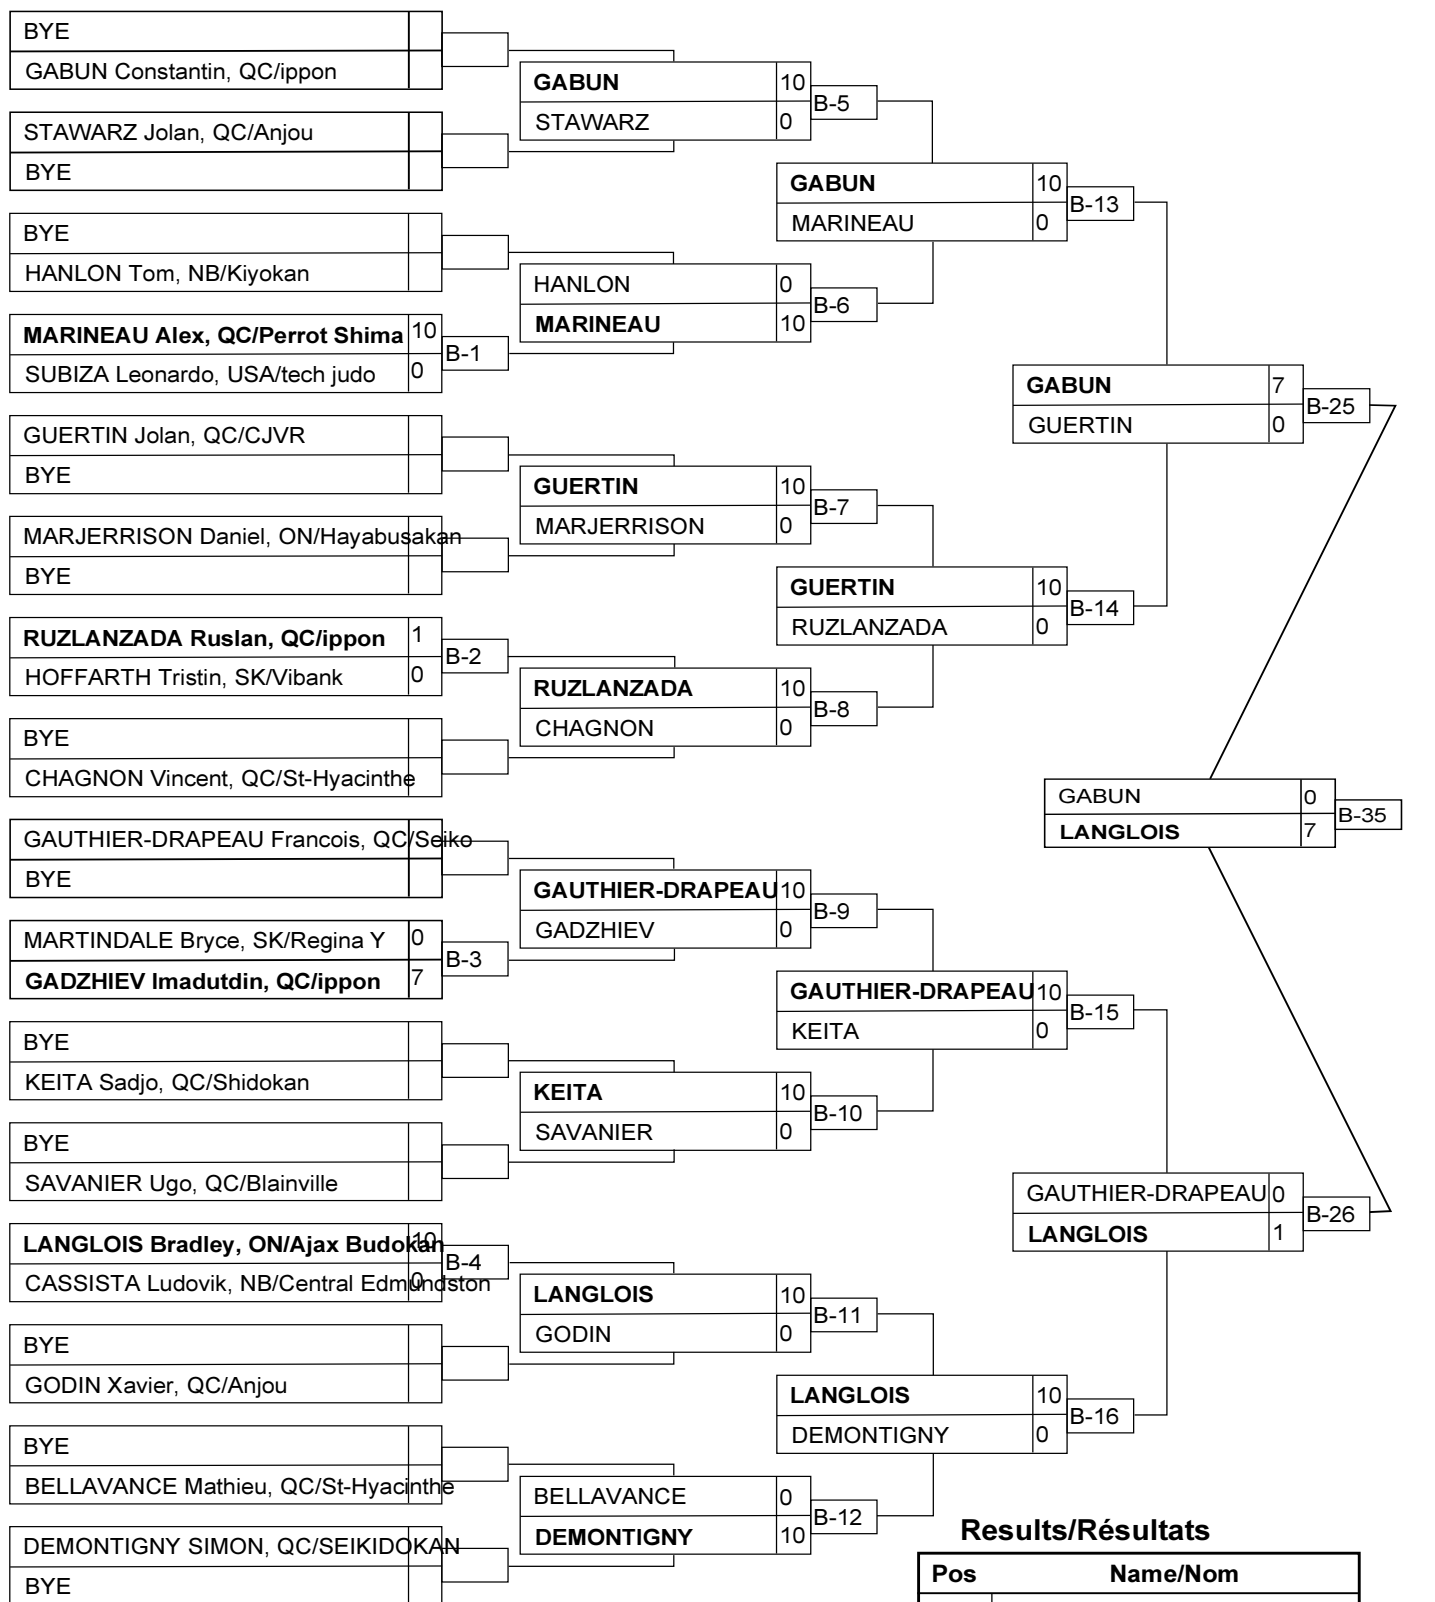 BYE
GABUN Constantin, QC/ippon
STAWARZ Jolan, QC/Anjou
BYE
BYE
HANLON Tom, NB/Kiyokan
MARINEAU Alex, QC/Perrot Shima 10
SUBIZA Leonardo, USA/tech judo 0
B-1
GUERTIN Jolan, QC/CJVR
BYE
MARJERRISON Daniel, ON/Hayabusakan
BYE
RUZLANZADA Ruslan, QC/ippon 1
HOFFARTH Tristin, SK/Vibank 0
B-2
BYE
CHAGNON Vincent, QC/St-Hyacinthe
GAUTHIER-DRAPEAU Francois, QC/Seiko
BYE
MARTINDALE Bryce, SK/Regina Y 0
GADZHIEV Imadutdin, QC/ippon 7
B-3
BYE
KEITA Sadjo, QC/Shidokan
BYE
SAVANIER Ugo, QC/Blainville
LANGLOIS Bradley, ON/Ajax Budokan 10
CASSISTA Ludovik, NB/Central Edmundston 0
B-4
BYE
GODIN Xavier, QC/Anjou
BYE
BELLAVANCE Mathieu, QC/St-Hyacinthe
DEMONTIGNY SIMON, QC/SEIKIDOKAN
BYE
GABUN 10
STAWARZ 0
B-5
HANLON 0
MARINEAU 10
B-6
GUERTIN 10
MARJERRISON 0
B-7
RUZLANZADA 10
CHAGNON 0
B-8
GAUTHIER-DRAPEAU 10
GADZHIEV 0
B-9
KEITA 10
SAVANIER 0
B-10
LANGLOIS 10
GODIN 0
B-11
BELLAVANCE 0
DEMONTIGNY 10
B-12
GABUN 10
MARINEAU 0
B-13
GUERTIN 10
RUZLANZADA 0
B-14
GAUTHIER-DRAPEAU 10
KEITA 0
B-15
LANGLOIS 10
DEMONTIGNY 0
B-16
GABUN 7
GUERTIN 0
B-25
GAUTHIER-DRAPEAU 0
LANGLOIS 1
B-26
GABUN 0
LANGLOIS 7
B-35
Results/Résultats
Pos Name/Nom